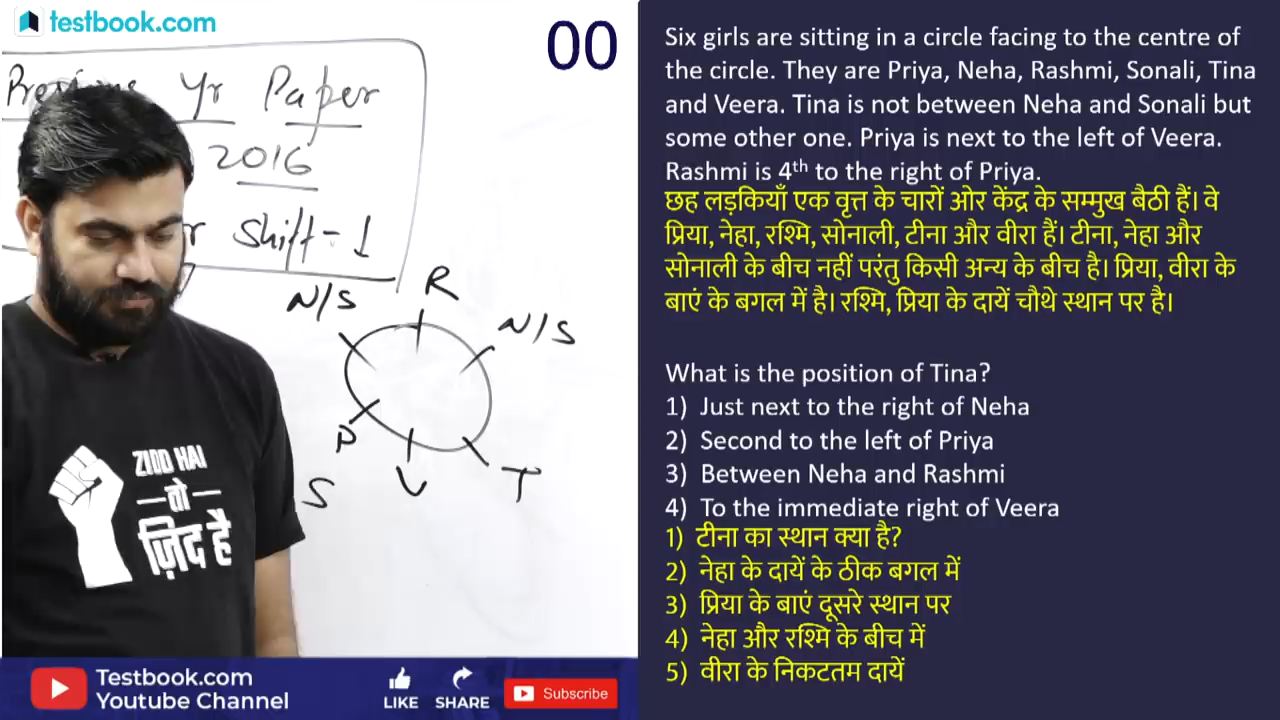 testbook.com
Previous Yr Paper
2016
Shift - 1
00
N/S
R
N/S
P
V
T
S
ZIDD HAI
तो
ज़िद है
Testbook.com
YouTube Channel
LIKE
SHARE
Subscribe
Six girls are sitting in a circle facing to the centre of
the circle. They are Priya, Neha, Rashmi, Sonali, Tina
and Veera. Tina is not between Neha and Sonali but
some other one. Priya is next to the left of Veera.
Rashmi is 4th to the right of Priya.
छह लड़कियाँ एक वृत्त के चारों ओर केंद्र के सम्मुख बैठी हैं। वे
प्रिया, नेहा, रश्मि, सोनाली, टीना और वीरा हैं। टीना, नेहा और
सोनाली के बीच नहीं परंतु किसी अन्य के बीच है। प्रिया, वीरा के
बाएं के बगल में है। रश्मि, प्रिया के दायें चौथे स्थान पर है।
What is the position of Tina?
1) Just next to the right of Neha
2) Second to the left of Priya
3) Between Neha and Rashmi
4) To the immediate right of Veera
1) टीना का स्थान क्या है?
2) नेहा के दायें के ठीक बगल में
3) प्रिया के बाएं दूसरे स्थान पर
4) नेहा और रश्मि के बीच में
5) वीरा के निकटतम दायें